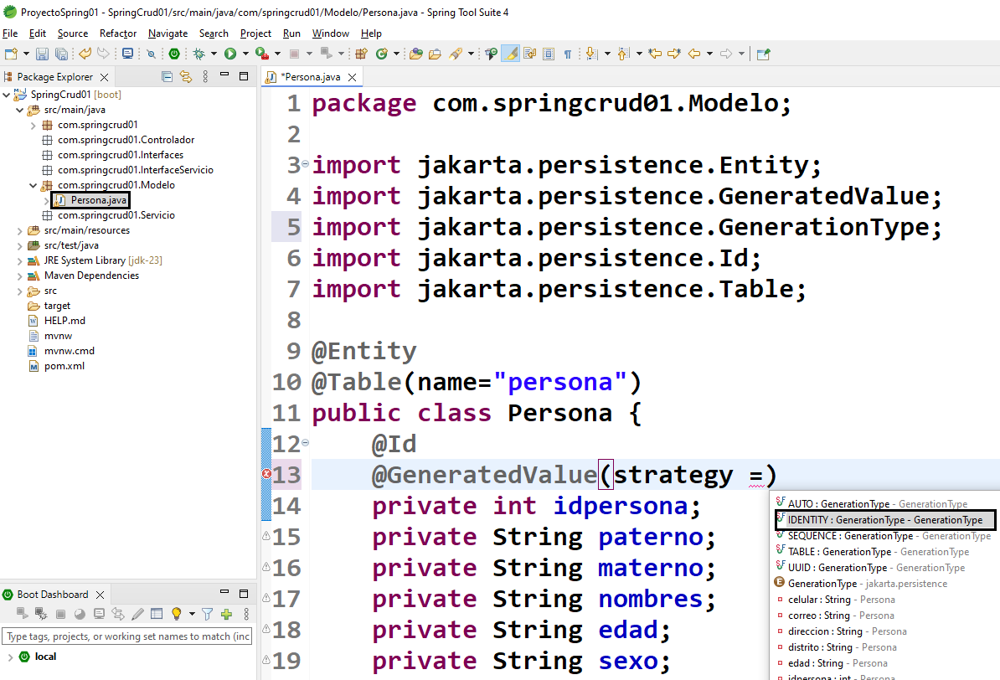 ProyectoSpring01 - SpringCrud01/src/main/java/com/springcrud01/Modelo/Persona.java - Spring Tool Suite 4
File Edit Source Refactor Navigate Search Project Run Window Help
Package Explorer
SpringCrud01 [boot]
src/main/java
com.springcrud01
com.springcrud01.Controlador
com.springcrud01.Interfaces
com.springcrud01.InterfaceServicio
com.springcrud01.Modelo
Persona.java
com.springcrud01.Servicio
src/main/resources
src/test/java
JRE System Library [jdk-23]
Maven Dependencies
src
target
HELP.md
mvnw
mvnw.cmd
pom.xml
Boot Dashboard
Type tags, projects, or working set names to match (inc
local
*Persona.java
1 package com.springcrud01.Modelo;
2
3 import jakarta.persistence.Entity;
4 import jakarta.persistence.GeneratedValue;
5 import jakarta.persistence.GenerationType;
6 import jakarta.persistence.Id;
7 import jakarta.persistence.Table;
8
9 @Entity
10 @Table(name="persona")
11 public class Persona {
12 @Id
13 @GeneratedValue(strategy =)
14 private int idpersona;
15 private String paterno;
16 private String materno;
17 private String nombres;
18 private String edad;
19 private String sexo;
AUTO : GenerationType - GenerationType
IDENTITY : GenerationType - GenerationType
SEQUENCE : GenerationType - GenerationType
TABLE : GenerationType - GenerationType
UUID : GenerationType - GenerationType
GenerationType - jakarta.persistence
celular : String - Persona
correo : String - Persona
direccion : String - Persona
distrito : String - Persona
edad : String - Persona
idpersona : int - Persona